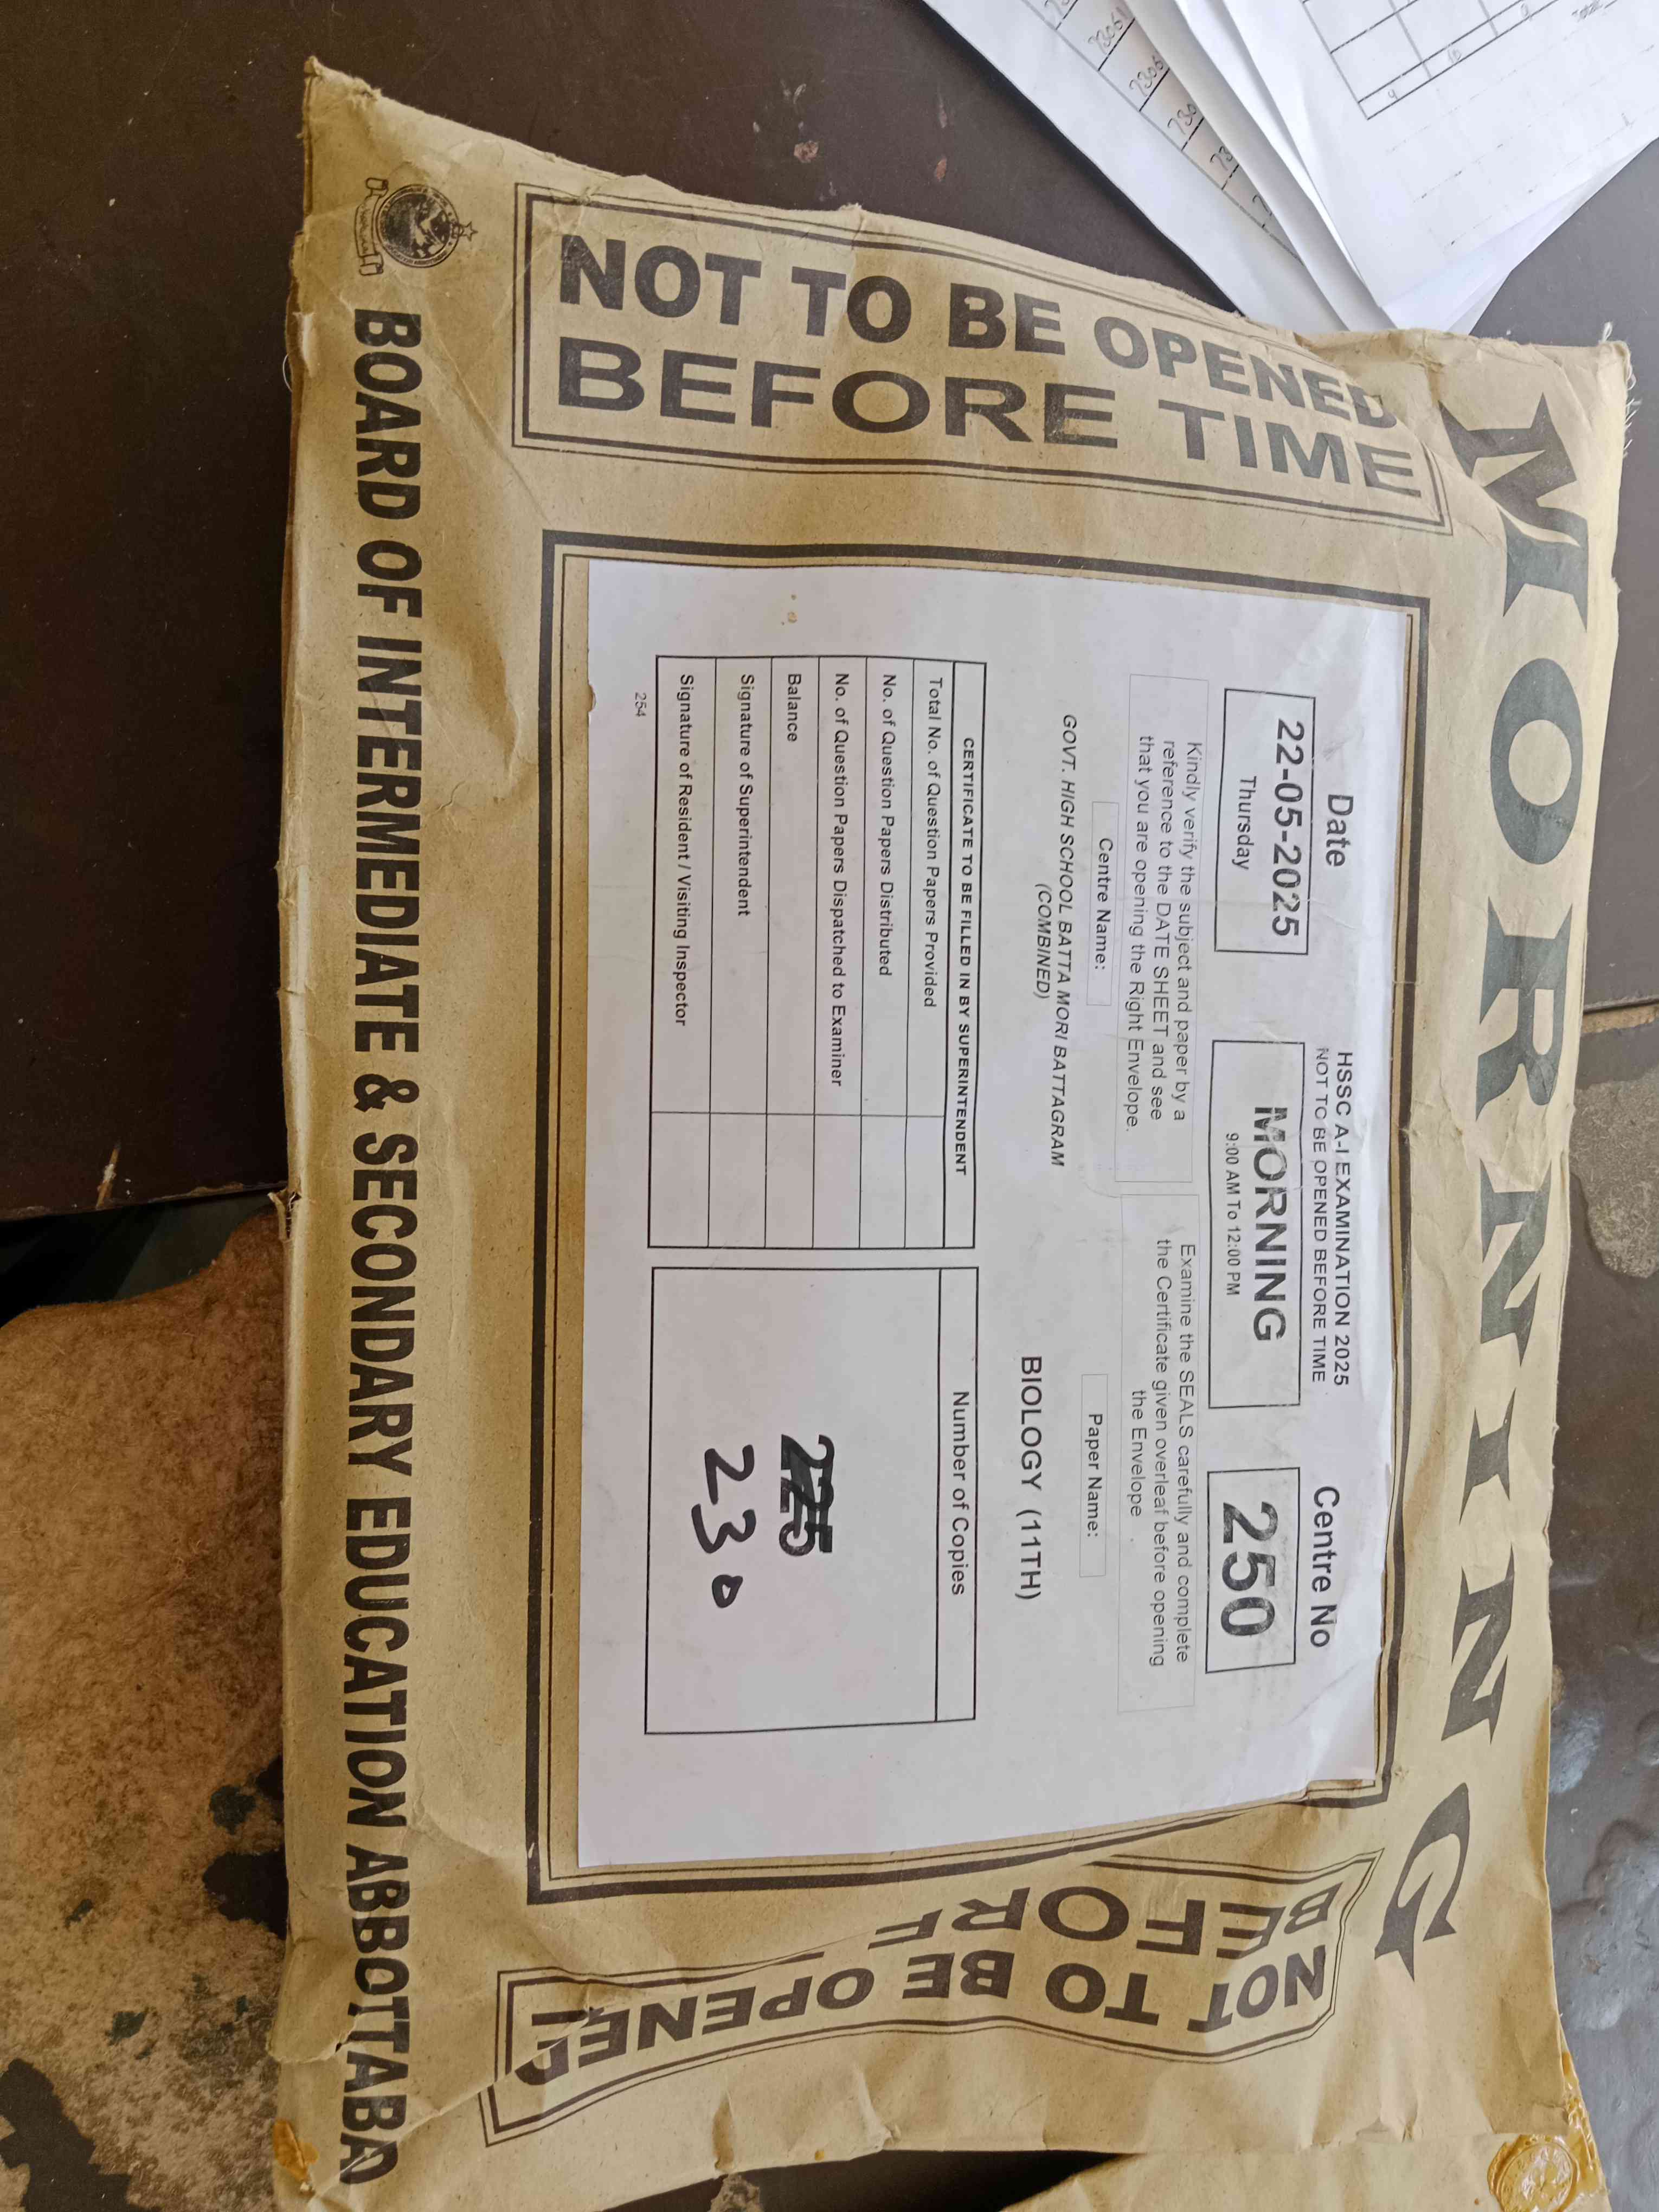 MORNING
NOT TO BE OPENED
BEFORE TIME
HSSC A-I EXAMINATION 2025
NOT TO BE OPENED BEFORE TIME
Date
22-05-2025
Thursday
MORNING
9:00 AM To 12:00 PM
Centre No
250
Kindly verify the subject and paper by a
reference to the DATE SHEET and see
that you are opening the Right Envelope.
Examine the SEALS carefully and complete
the Certificate given overleaf before opening
the Envelope .
Centre Name:
GOVT. HIGH SCHOOL BATTA MORI BATTAGRAM
(COMBINED)
Paper Name:
BIOLOGY (11TH)
CERTIFICATE TO BE FILLED IN BY SUPERINTENDENT
Total No. of Question Papers Provided
No. of Question Papers Distributed
No. of Question Papers Dispatched to Examiner
Balance
Signature of Superintendent
Signature of Resident / Visiting Inspector
254
Number of Copies
225
230
NOT TO BE OPENED
BEFOR
BOARD OF INTERMEDIATE & SECONDARY EDUCATION ABBOTTABAD